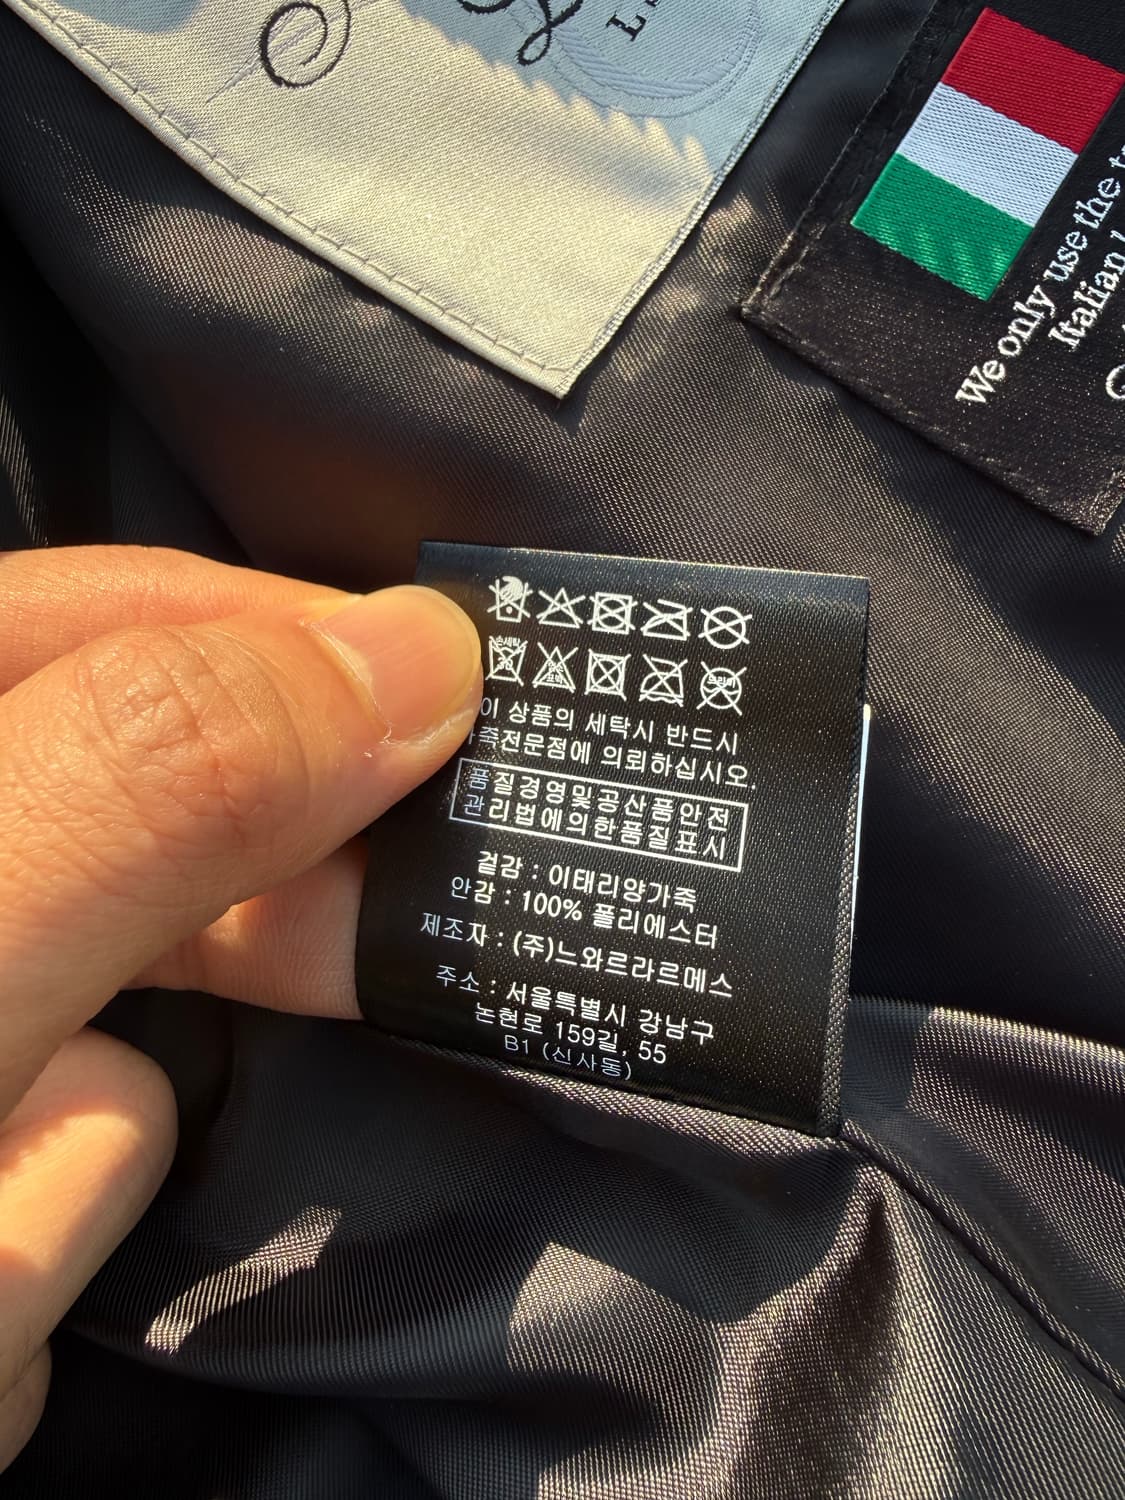 We only use the
Italian
손세탁
30
이 상품의 세탁시 반드시
가죽전문점에 의뢰하십시오.
품질경영및공산품안전
관리법에의한품질표시
겉감 : 이태리양가죽
안감 : 100% 폴리에스터
제조자 : (주)느와르라르메스
주소 : 서울특별시 강남구
논현로 159길, 55
B1 (신사동)